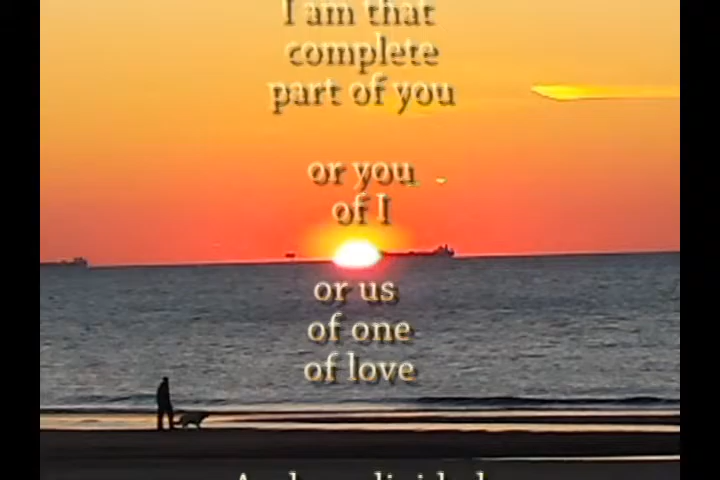 I am that
complete
part of you
or you
of I
or us
of one
of love